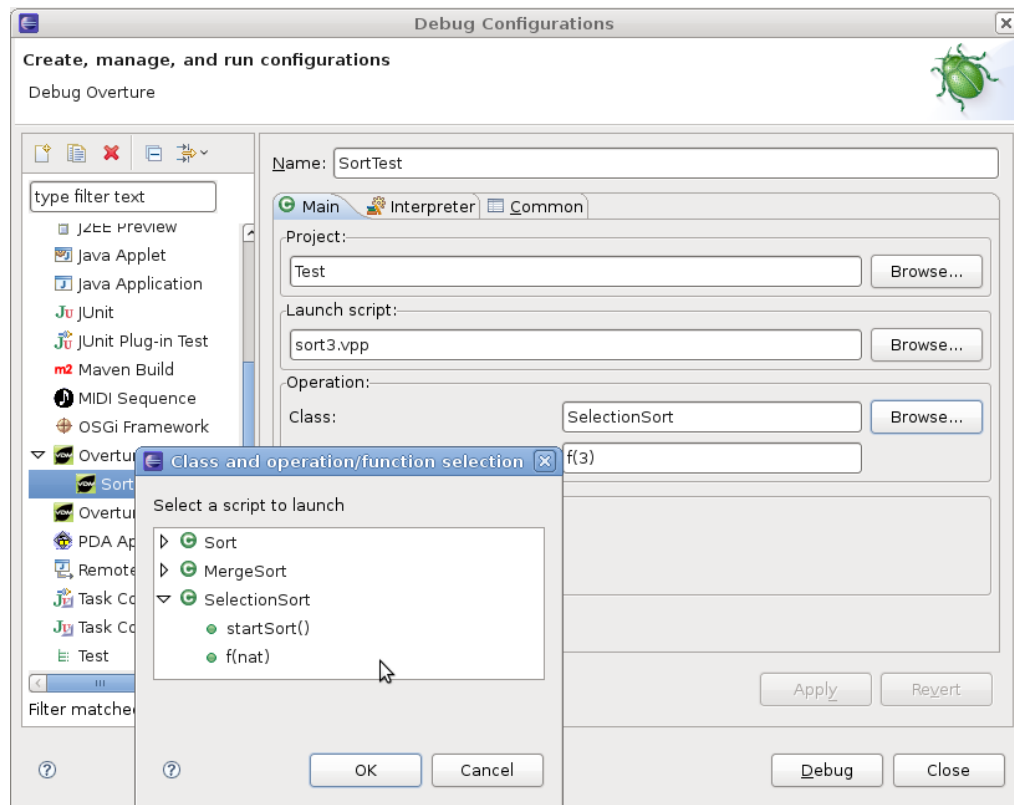 Debug Configurations
Create, manage, and run configurations
Debug Overture
Name: SortTest
type filter text
Main Interpreter Common
J2EE Preview
Project:
Java Applet
Test Browse...
Java Application
JUnit
Launch script:
JUnit Plug-in Test
sort3.vpp Browse...
Maven Build
Operation:
MIDI Sequence
Class: SelectionSort Browse...
OSGi Framework
Overtu
Class and operation/function selection
f(3)
Sort
Select a script to launch
Overtu
Sort
PDA Ap
MergeSort
Remote
SelectionSort
Task Co
startSort()
Task Co
f(nat)
Test
Apply Revert
Filter matche
OK Cancel
Debug Close